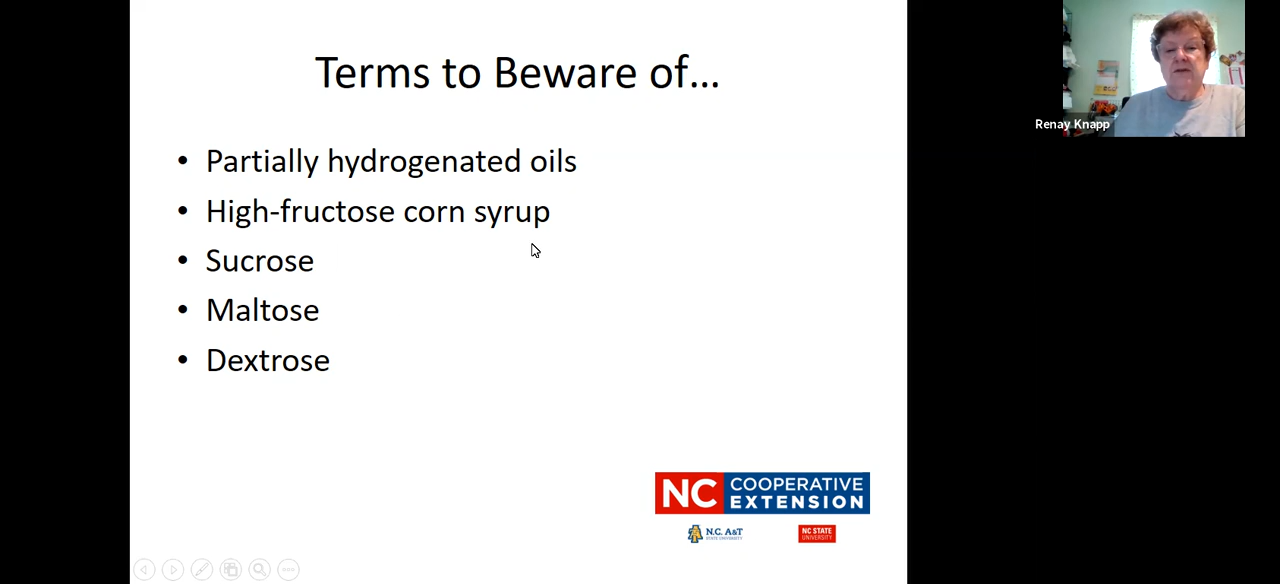 Terms to Beware of...
Renay Knapp
• Partially hydrogenated oils
• High-fructose corn syrup
• Sucrose
• Maltose
• Dextrose
NC COOPERATIVE
EXTENSION
N.C. A&T
STATE UNIVERSITY
NC STATE
UNIVERSITY